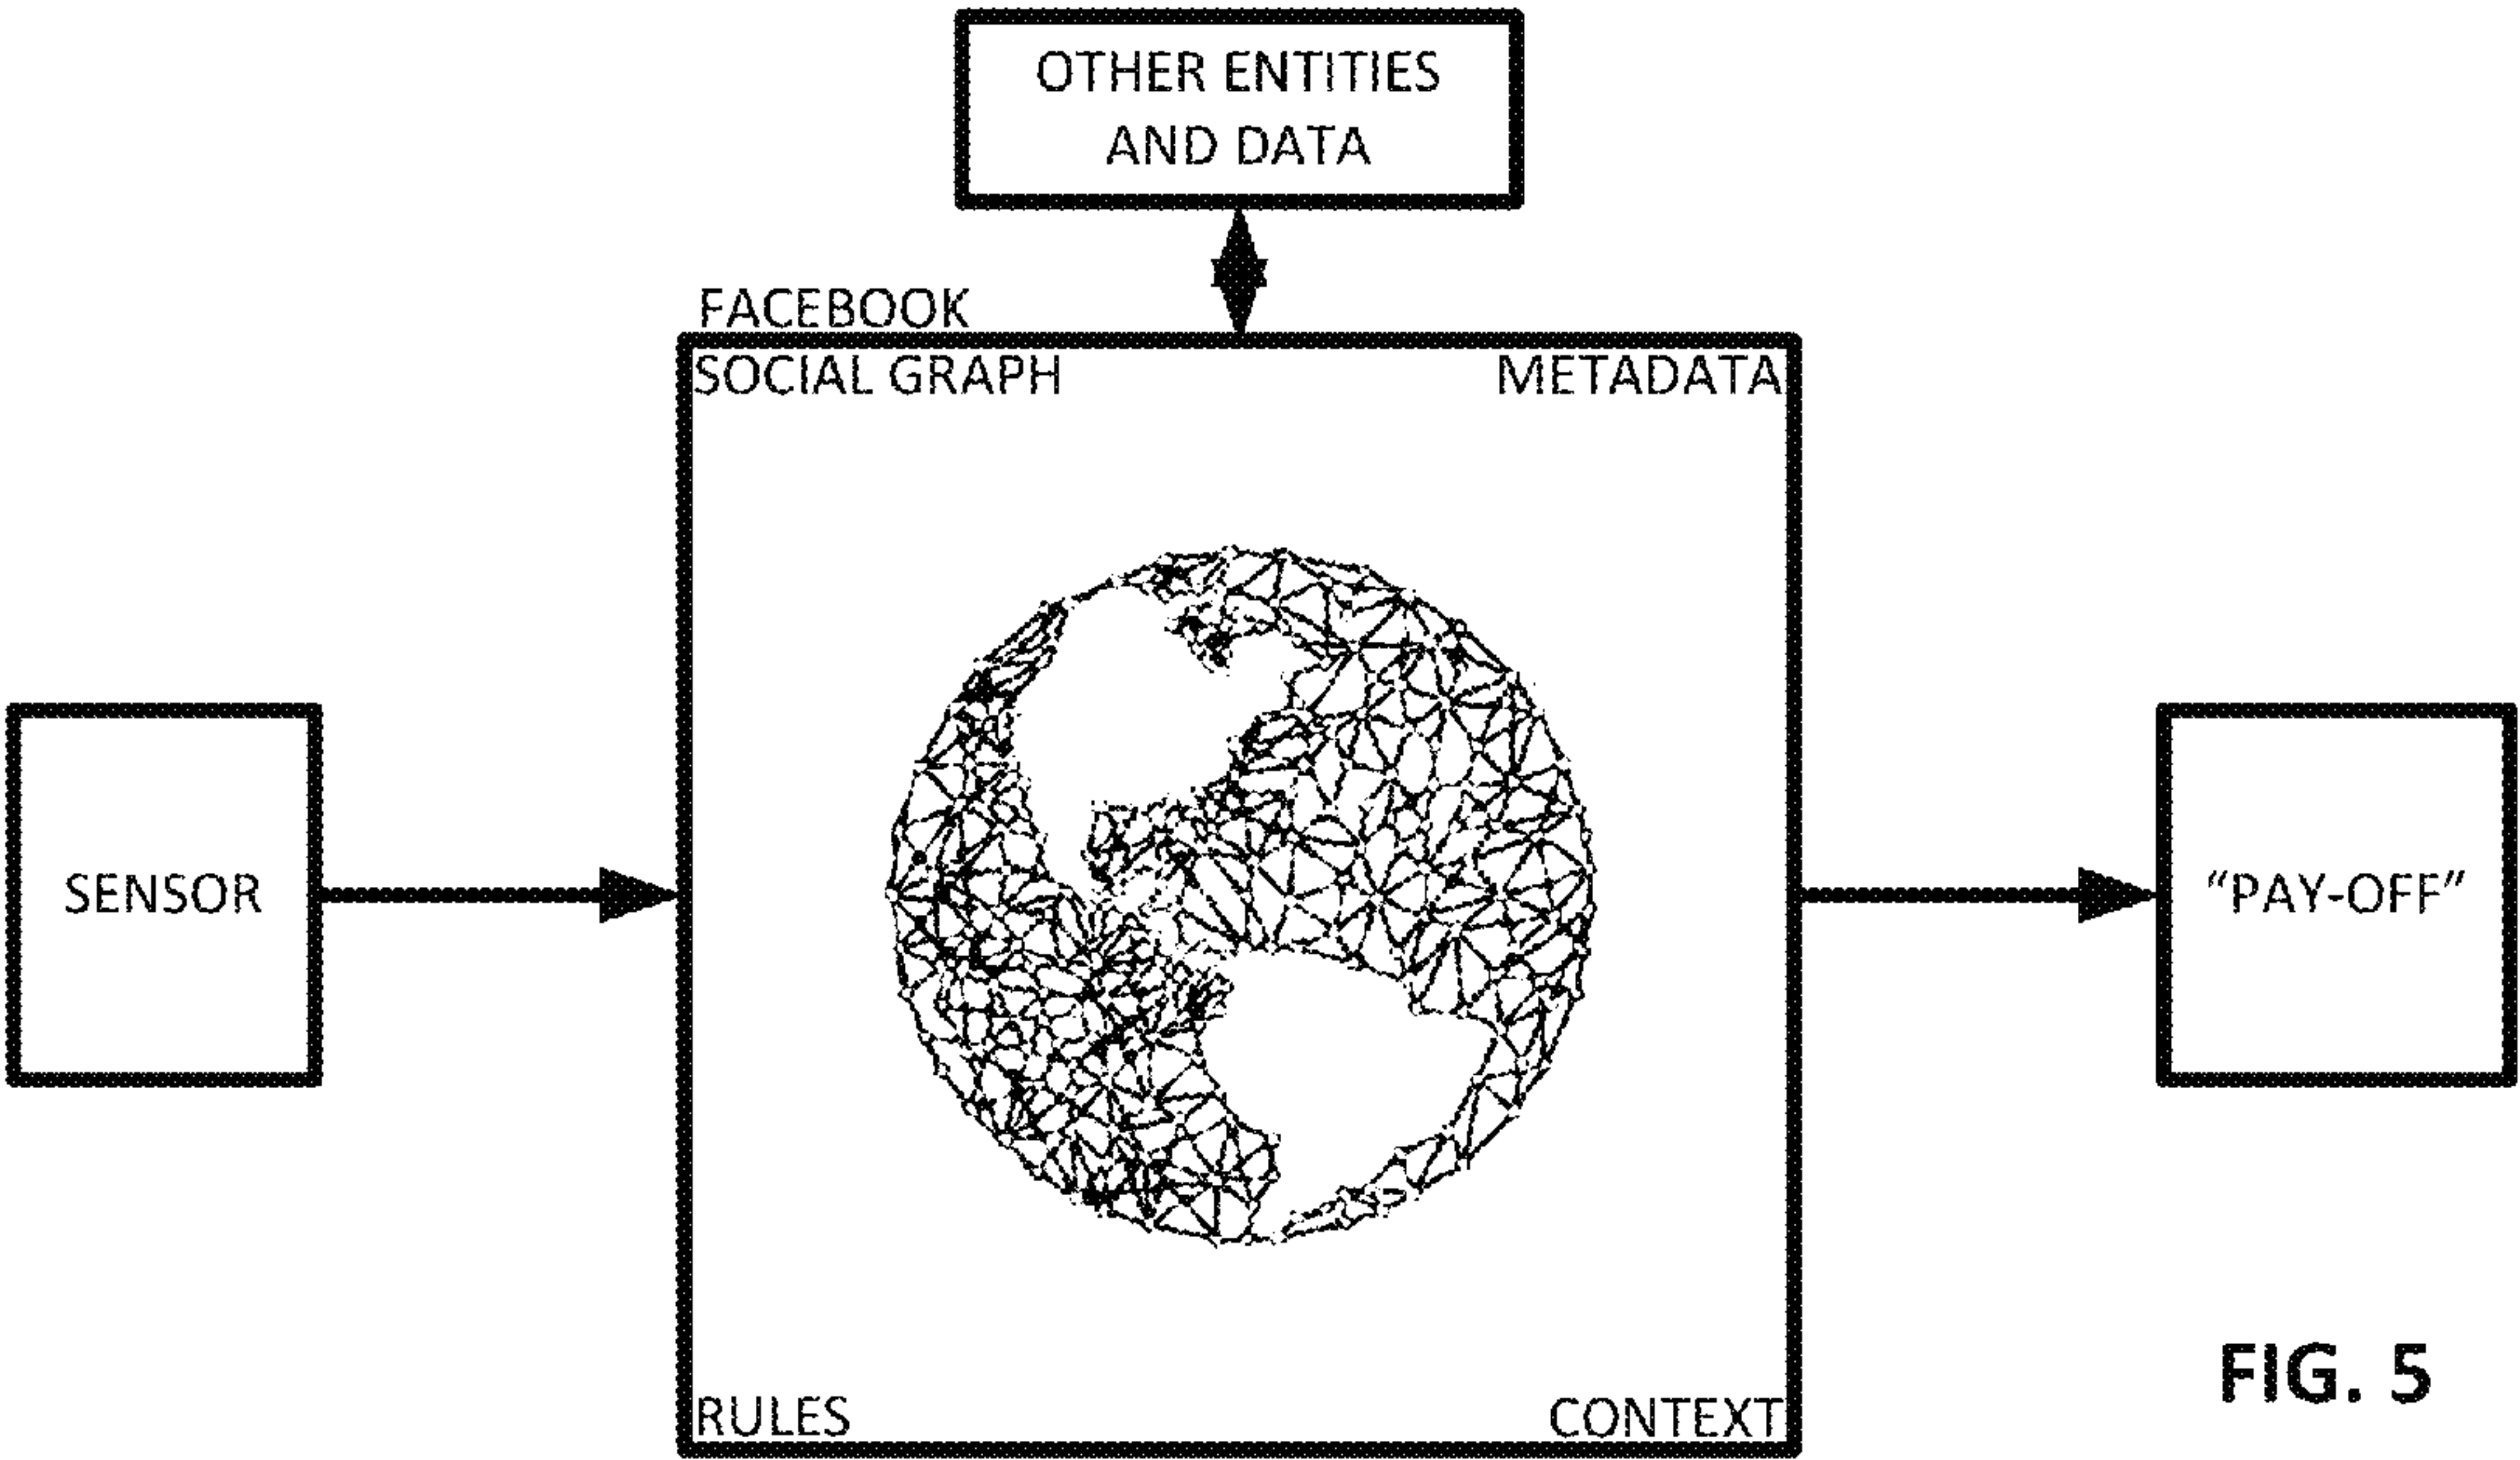 OTHER ENTITIES
AND DATA
FACEBOOK
SOCIAL GRAPH
METADATA
SENSOR
“PAY-OFF”
RULES
CONTEXT
FIG. 5